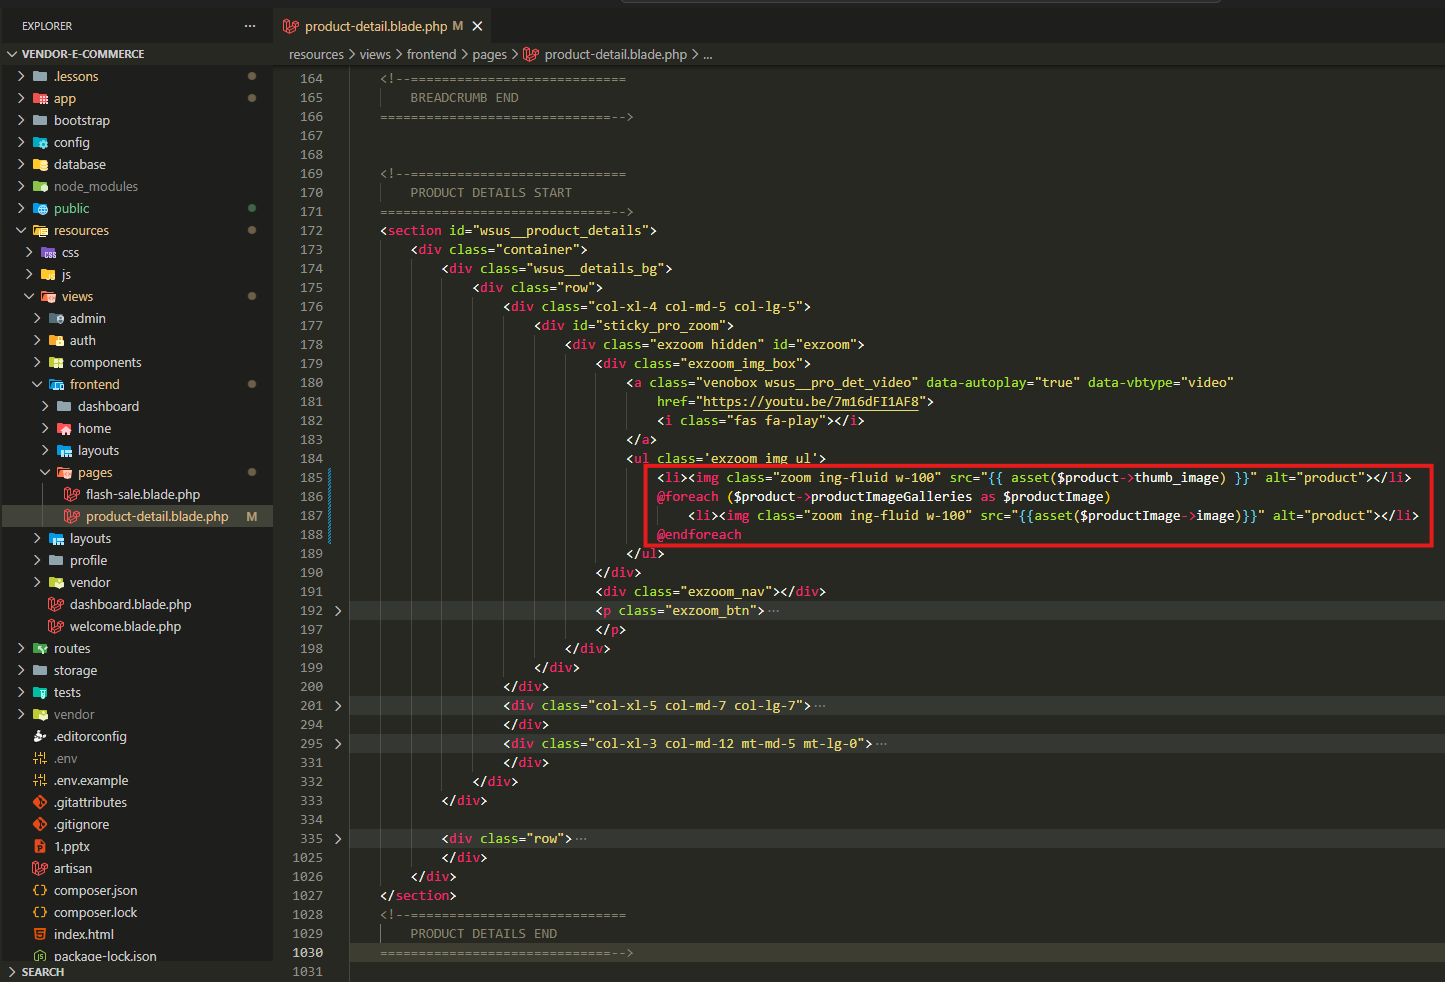 EXPLORER
···
VENDOR-E-COMMERCE
.lessons
app
bootstrap
config
database
node_modules
public
resources
css
js
views
admin
auth
components
frontend
dashboard
home
layouts
pages
flash-sale.blade.php
product-detail.blade.php M
layouts
profile
vendor
dashboard.blade.php
welcome.blade.php
routes
storage
tests
vendor
.editorconfig
.env
.env.example
.gitattributes
.gitignore
1.pptx
artisan
composer.json
composer.lock
index.html
package-lock.json
SEARCH
product-detail.blade.php M
resources > views > frontend > pages > product-detail.blade.php > ...
164 <!--============================
165 BREADCRUMB END
166 ==============================-->
167
168
169 <!--============================
170 PRODUCT DETAILS START
171 ==============================-->
172 <section id="wsus__product_details">
173 <div class="container">
174 <div class="wsus__details_bg">
175 <div class="row">
176 <div class="col-xl-4 col-md-5 col-lg-5">
177 <div id="sticky_pro_zoom">
178 <div class="exzoom hidden" id="exzoom">
179 <div class="exzoom_img_box">
180 <a class="venobox wsus__pro_det_video" data-autoplay="true" data-vbtype="video"
181 href="https://youtu.be/7m16dFI1AF8">
182 <i class="fas fa-play"></i>
183 </a>
184 <ul class='exzoom_img_ul'>
185 <li><img class="zoom ing-fluid w-100" src="{{ asset($product->thumb_image) }}" alt="product"></li>
186 @foreach ($product->productImageGalleries as $productImage)
187 <li><img class="zoom ing-fluid w-100" src="{{asset($productImage->image)}}" alt="product"></li>
188 @endforeach
189 </ul>
190 </div>
191 <div class="exzoom_nav"></div>
192 <p class="exzoom_btn">···
197 </p>
198 </div>
199 </div>
200 </div>
201 <div class="col-xl-5 col-md-7 col-lg-7">···
294 </div>
295 <div class="col-xl-3 col-md-12 mt-md-5 mt-lg-0">···
331 </div>
332 </div>
333 </div>
334
335 <div class="row">···
1025 </div>
1026 </div>
1027 </section>
1028 <!--============================
1029 PRODUCT DETAILS END
1030 ==============================-->
1031